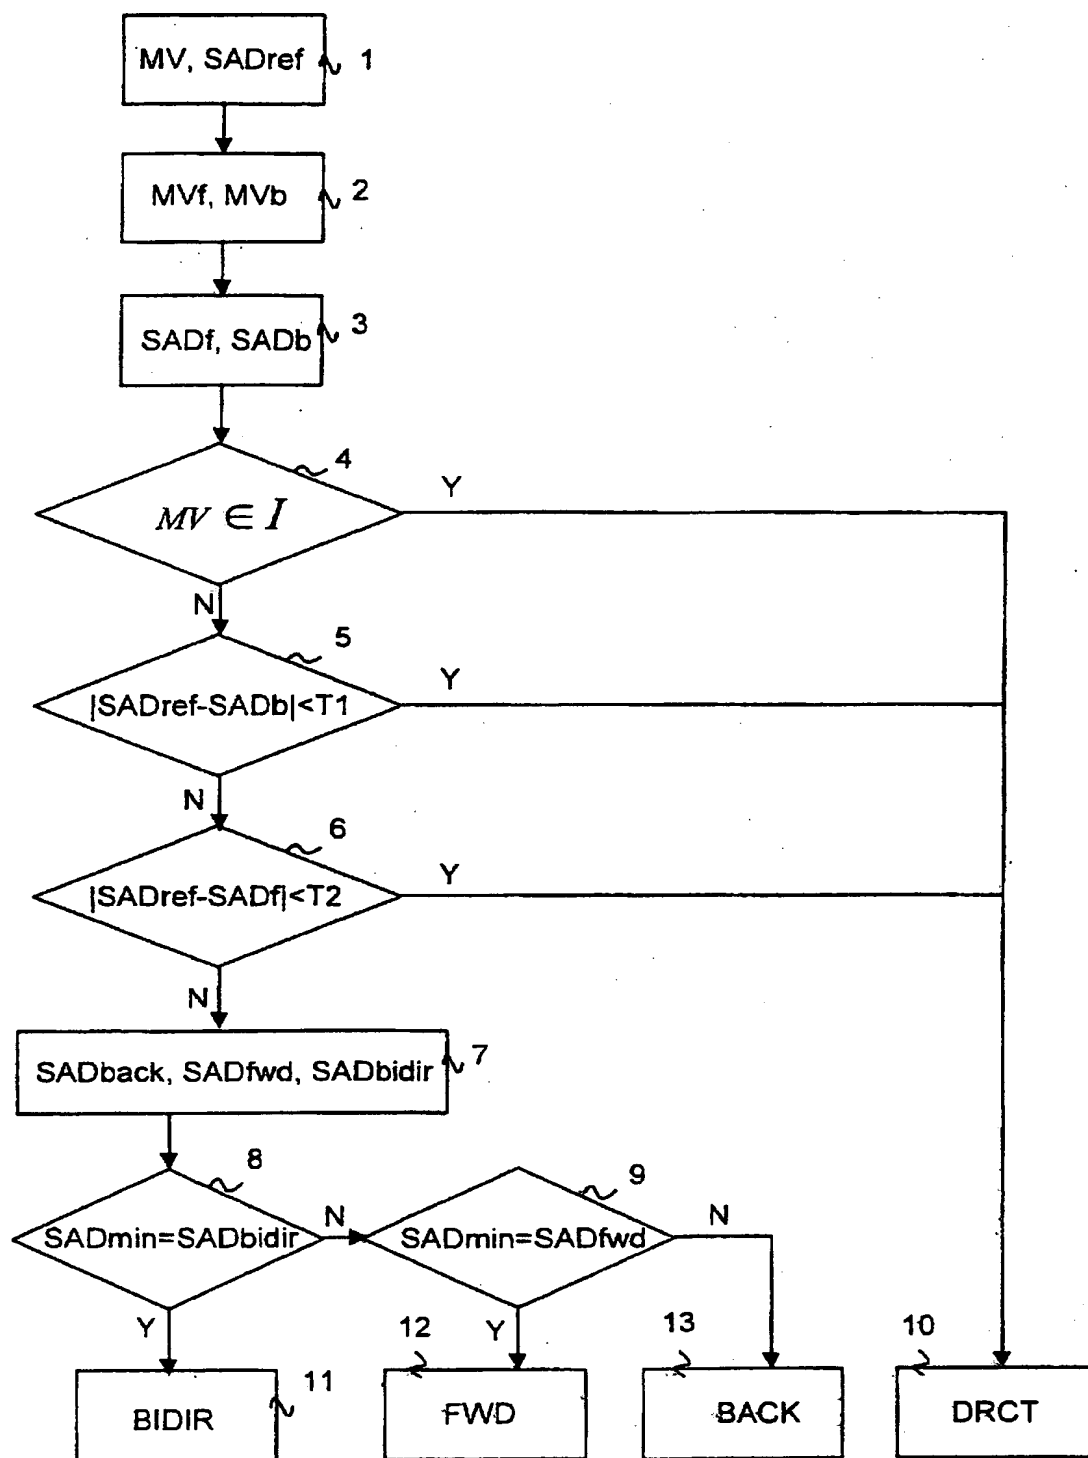 MV, SADref 1
MVf, MVb 2
SADf, SADb 3
4
MV ∈ I
Y
N
5
|SADref-SADb|<T1
Y
N
6
|SADref-SADf|<T2
Y
N
SADback, SADfwd, SADbidir 7
8
SADmin=SADbidir
N
9
SADmin=SADfwd
N
Y
Y
12
13
10
BIDIR 11
FWD
BACK
DRCT